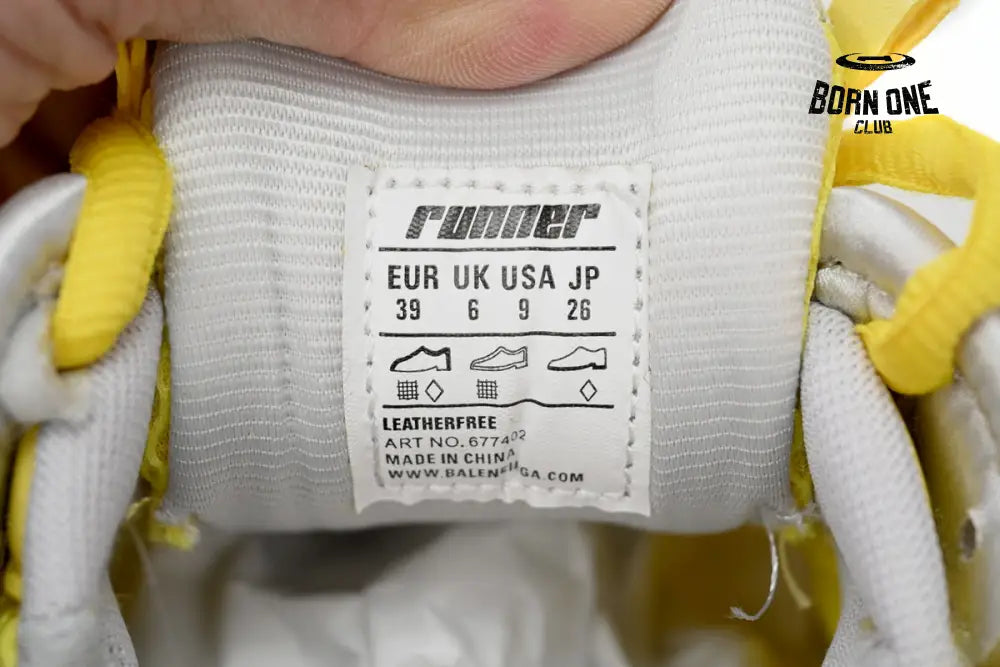 BORN ONE
CLUB
runner
EUR UK USA JP
39 6 9 26
LEATHERFREE
ART NO. 677402
MADE IN CHINA